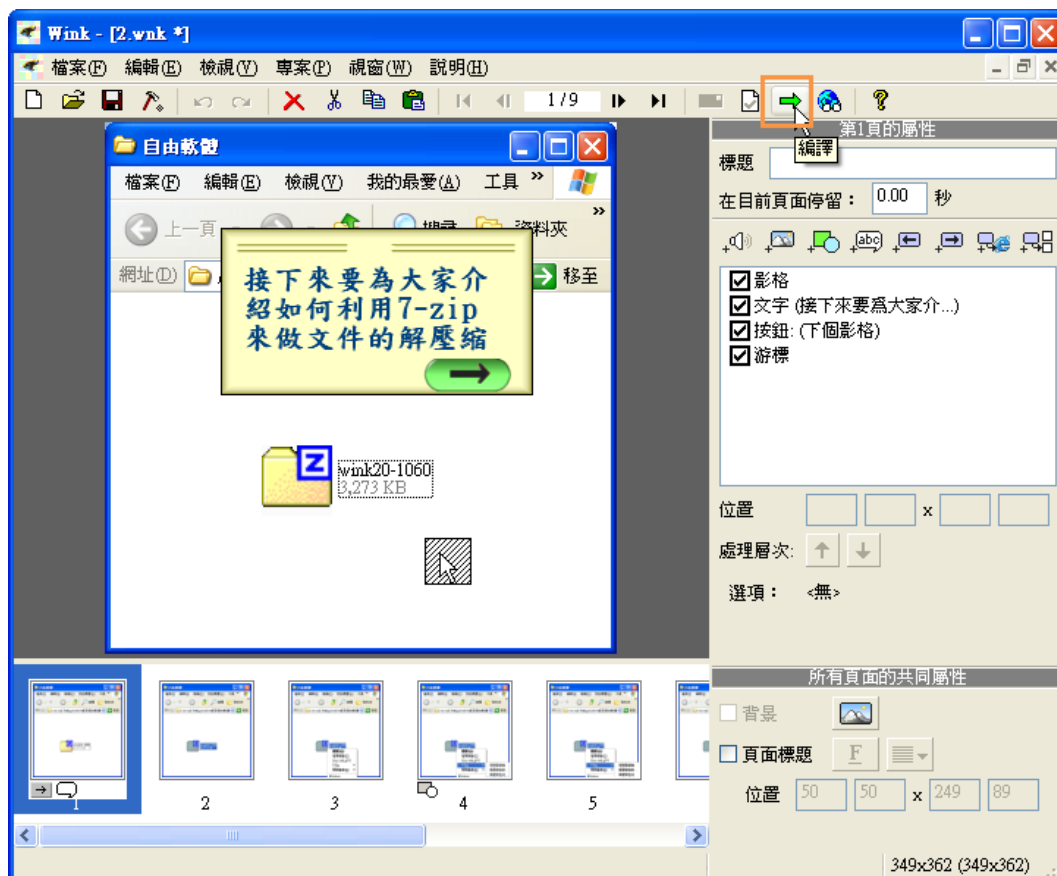 Wink - [2.wnk *]
檔案(F) 編輯(E) 檢視(V) 專案(P) 視窗(W) 說明(H)
1/9
編譯
自由軟體
檔案(F) 編輯(E) 檢視(V) 我的最愛(A) 工具 »
上一頁 搜尋 資料夾 »
網址(D) 移至
接下來要為大家介
紹如何利用7-zip
來做文件的解壓縮
wink20-1060
3,273 KB
第1頁的屬性
標題
在目前頁面停留： 0.00 秒
abc
影格
文字 (接下來要為大家介...)
按鈕: (下個影格)
游標
位置 x
處理層次:
選項： <無>
所有頁面的共同屬性
背景
頁面標題 F
位置 50 50 x 249 89
1 2 3 4 5
349x362 (349x362)